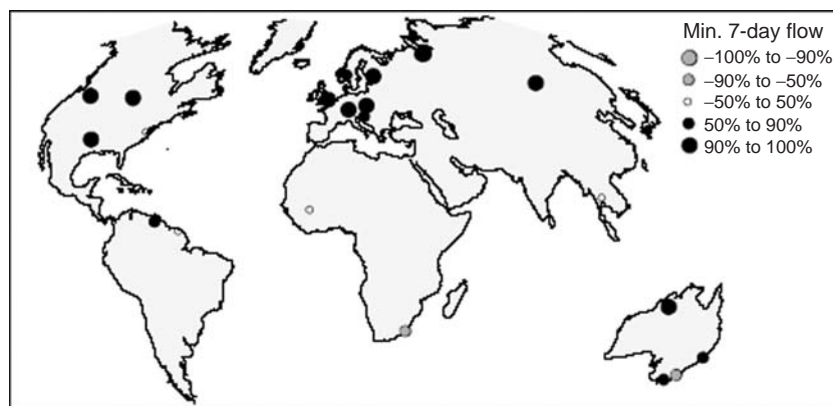 Min. 7-day flow
–100% to –90%
–90% to –50%
–50% to 50%
50% to 90%
90% to 100%